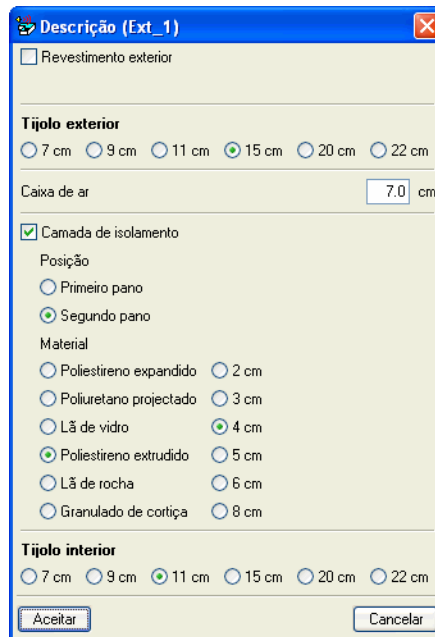 Descrição (Ext_1)
Revestimento exterior
Tijolo exterior
7 cm 9 cm 11 cm 15 cm 20 cm 22 cm
Caixa de ar 7.0 cm
Camada de isolamento
Posição
Primeiro pano
Segundo pano
Material
Poliestireno expandido 2 cm
Poliuretano projectado 3 cm
Lã de vidro 4 cm
Poliestireno extrudido 5 cm
Lã de rocha 6 cm
Granulado de cortiça 8 cm
Tijolo interior
7 cm 9 cm 11 cm 15 cm 20 cm 22 cm
Aceitar Cancelar